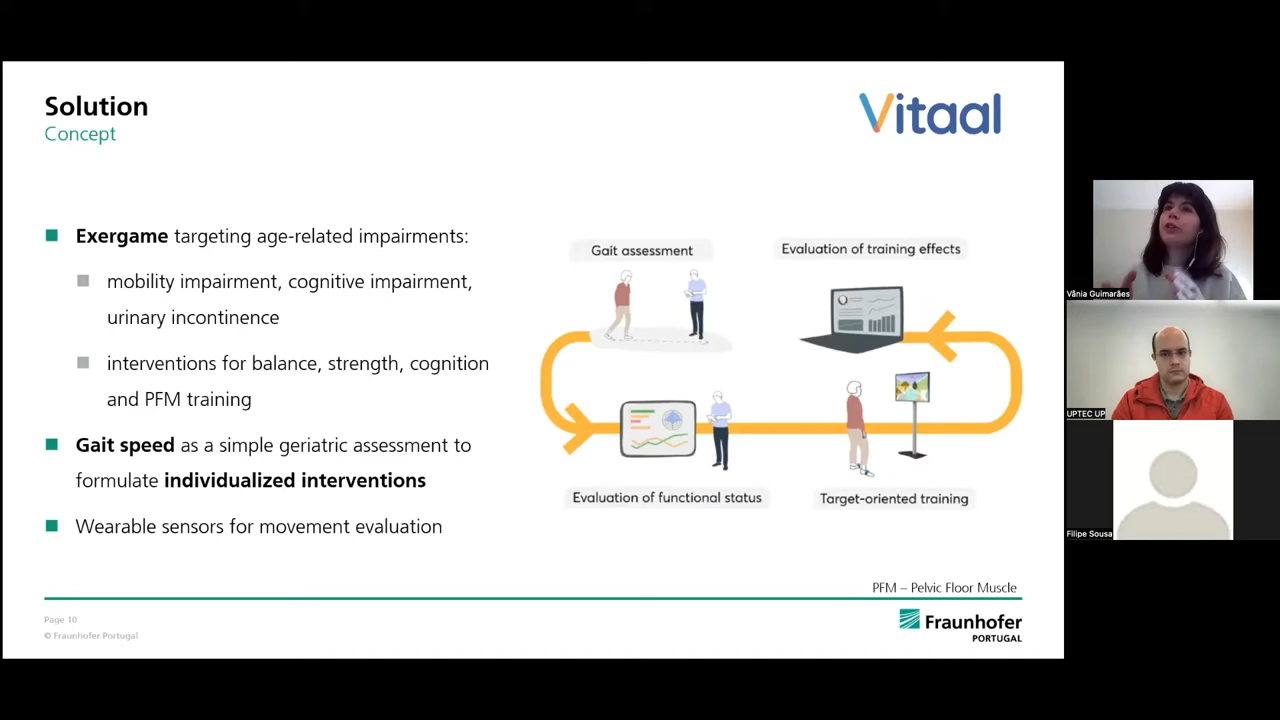 Solution
Concept
Vitaal
Exergame targeting age-related impairments:
mobility impairment, cognitive impairment,
urinary incontinence
interventions for balance, strength, cognition
and PFM training
Gait speed as a simple geriatric assessment to
formulate individualized interventions
Wearable sensors for movement evaluation
Gait assessment
Evaluation of training effects
Evaluation of functional status
Target-oriented training
PFM – Pelvic Floor Muscle
Page 10
© Fraunhofer Portugal
Fraunhofer
PORTUGAL
Vânia Guimarães
UPTEC UP
Filipe Sousa